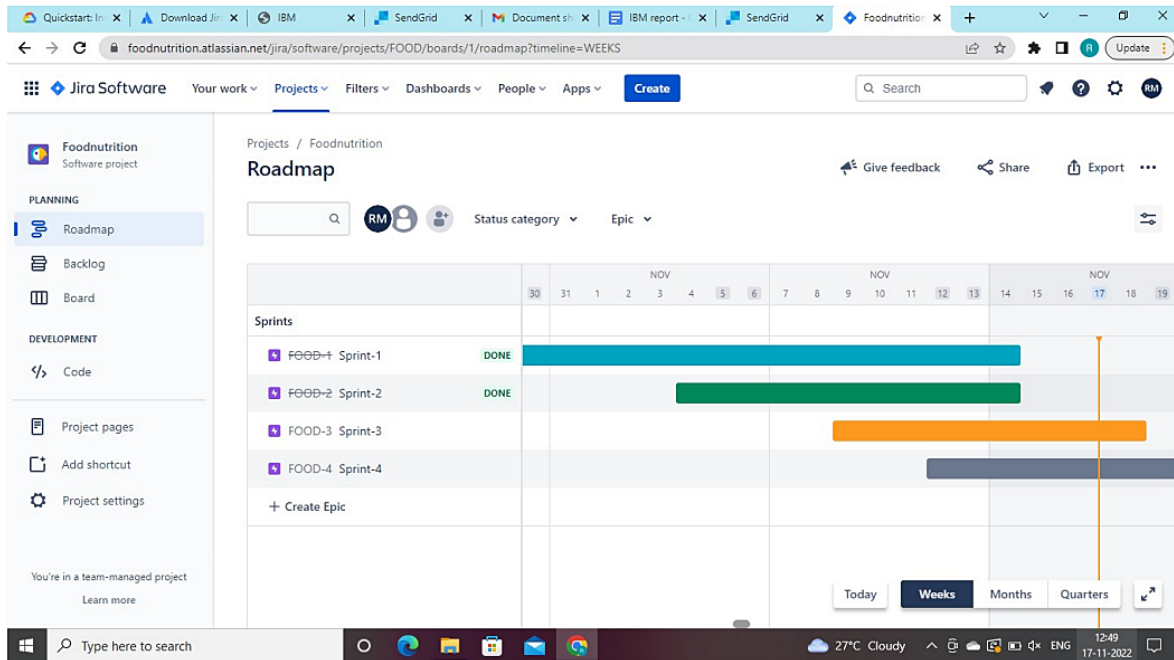 Quickstart: In
Download Jira
IBM
SendGrid
Document sh
IBM report - G
SendGrid
Foodnutrition
foodnutrition.atlassian.net/jira/software/projects/FOOD/boards/1/roadmap?timeline=WEEKS
R
Update
Jira Software
Your work
Projects
Filters
Dashboards
People
Apps
Create
Search
RM
Foodnutrition
Software project
PLANNING
Roadmap
Backlog
Board
DEVELOPMENT
Code
Project pages
Add shortcut
Project settings
You're in a team-managed project
Learn more
Projects / Foodnutrition
Roadmap
Give feedback
Share
Export
RM
Status category
Epic
NOV NOV NOV
30 31 1 2 3 4 5 6 7 8 9 10 11 12 13 14 15 16 17 18 19
Sprints
FOOD-1 Sprint-1 DONE
FOOD-2 Sprint-2 DONE
FOOD-3 Sprint-3
FOOD-4 Sprint-4
+ Create Epic
Today
Weeks
Months
Quarters
Type here to search
27°C Cloudy
ENG
12:49
17-11-2022